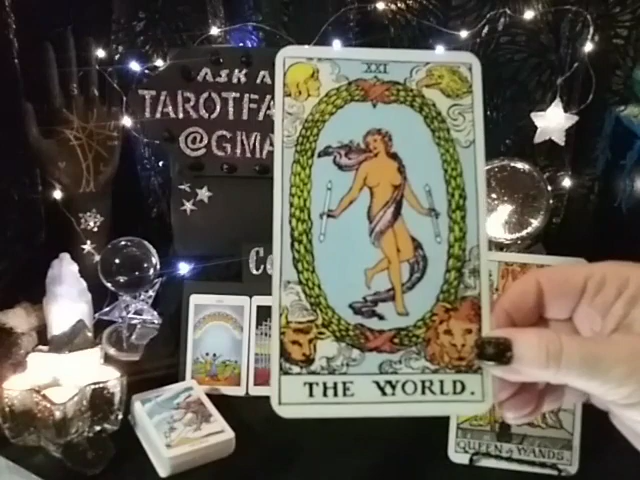 ASK A
TAROTFA
@GMA
XXI
THE WORLD.
QUEEN of WANDS.